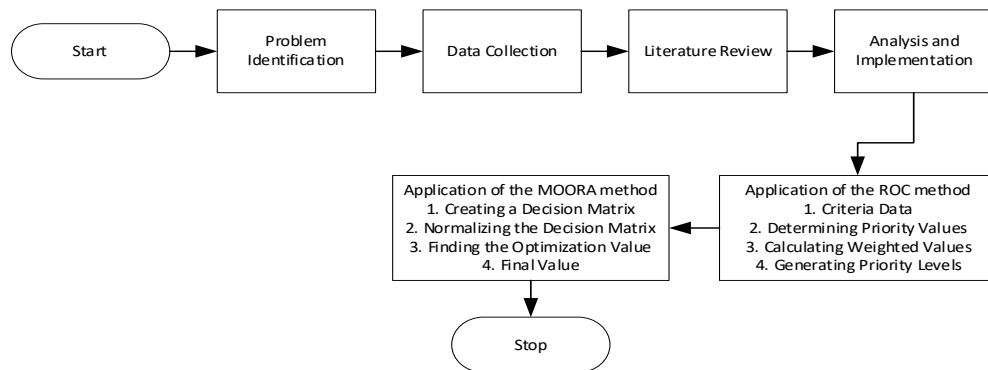 Start
Problem
Identification
Data Collection
Literature Review
Analysis and
Implementation
Application of the ROC method
1. Criteria Data
2. Determining Priority Values
3. Calculating Weighted Values
4. Generating Priority Levels
Application of the MOORA method
1. Creating a Decision Matrix
2. Normalizing the Decision Matrix
3. Finding the Optimization Value
4. Final Value
Stop